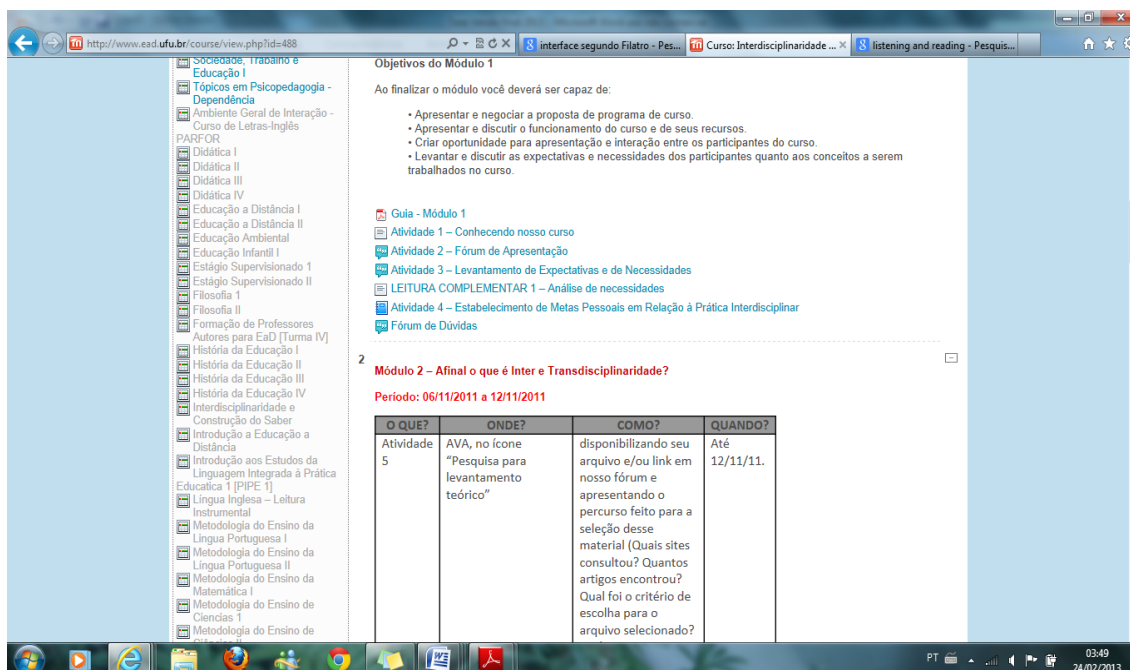 http://www.ead.ufu.br/course/view.php?id=488
interface segundo Filatro - Pes...
Curso: Interdisciplinaridade ...
listening and reading - Pesquis...
Sociedade, Trabalho e
Educação I
Tópicos em Psicopedagogia -
Dependência
Ambiente Geral de Interação -
Curso de Letras-Inglês
PARFOR
Didática I
Didática II
Didática III
Didática IV
Educação a Distância I
Educação a Distância II
Educação Ambiental
Educação Infantil I
Estágio Supervisionado 1
Estágio Supervisionado II
Filosofia 1
Filosofia II
Formação de Professores
Autores para EaD [Turma IV]
História da Educação I
História da Educação II
História da Educação III
História da Educação IV
Interdisciplinaridade e
Construção do Saber
Introdução a Educação a
Distância
Introdução aos Estudos da
Linguagem Integrada à Prática
Educatica 1 [PIPE 1]
Língua Inglesa – Leitura
Instrumental
Metodologia do Ensino da
Língua Portuguesa I
Metodologia do Ensino da
Língua Portuguesa II
Metodologia do Ensino da
Matemática I
Metodologia do Ensino de
Ciencias 1
Metodologia do Ensino de
Objetivos do Módulo 1
Ao finalizar o módulo você deverá ser capaz de:
• Apresentar e negociar a proposta de programa de curso.
• Apresentar e discutir o funcionamento do curso e de seus recursos.
• Criar oportunidade para apresentação e interação entre os participantes do curso.
• Levantar e discutir as expectativas e necessidades dos participantes quanto aos conceitos a serem
trabalhados no curso.
Guia - Módulo 1
Atividade 1 – Conhecendo nosso curso
Atividade 2 – Fórum de Apresentação
Atividade 3 – Levantamento de Expectativas e de Necessidades
LEITURA COMPLEMENTAR 1 – Análise de necessidades
Atividade 4 – Estabelecimento de Metas Pessoais em Relação à Prática Interdisciplinar
Fórum de Dúvidas
2
Módulo 2 – Afinal o que é Inter e Transdisciplinaridade?
Período: 06/11/2011 a 12/11/2011
O QUE? ONDE? COMO? QUANDO?
Atividade AVA, no ícone disponibilizando seu Até
5 “Pesquisa para arquivo e/ou link em 12/11/11.
levantamento nosso fórum e
teórico” apresentando o
percurso feito para a
seleção desse
material (Quais sites
consultou? Quantos
artigos encontrou?
Qual foi o critério de
escolha para o
arquivo selecionado?
PT
03:49
24/02/2013